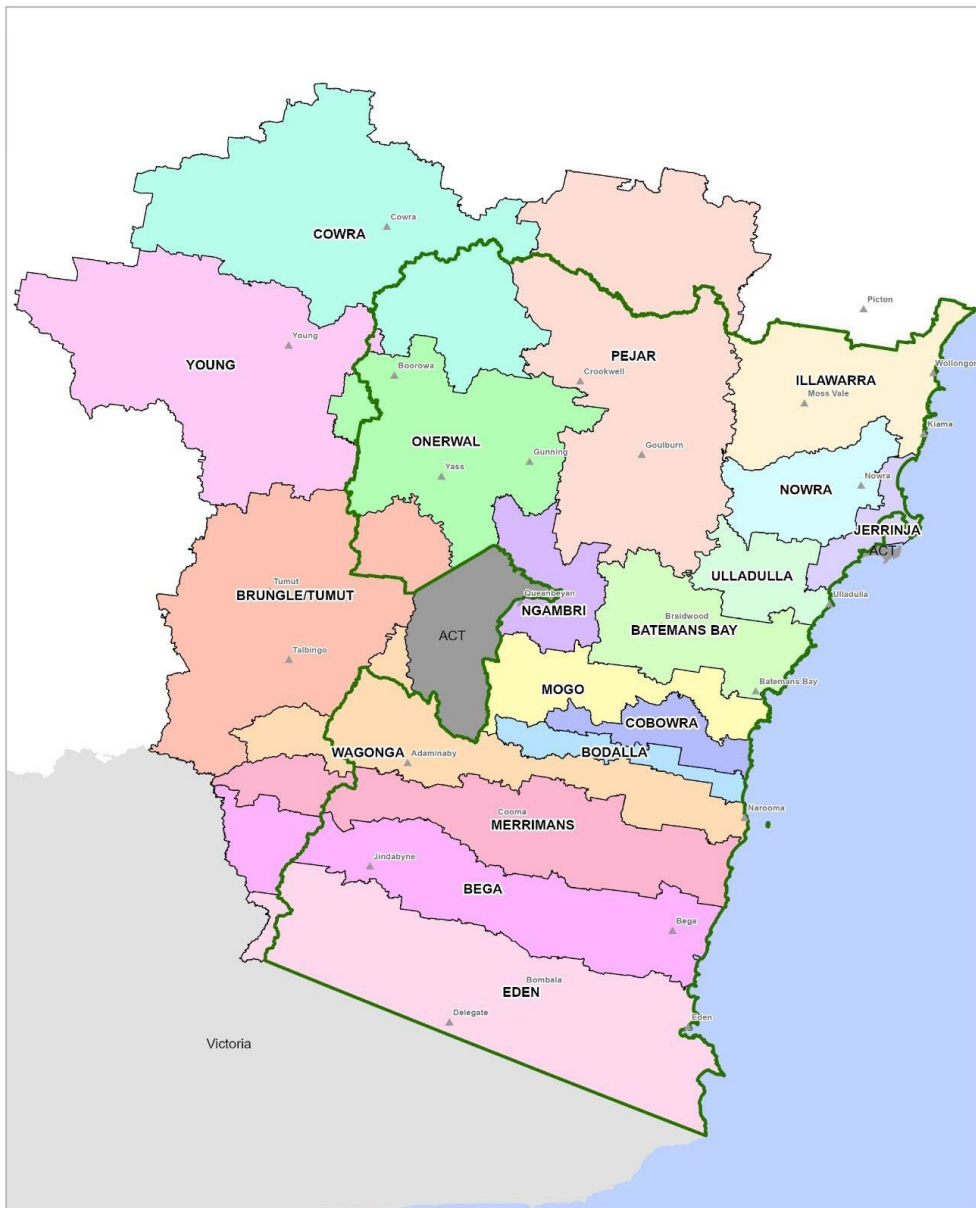 Cowra
COWRA
Picton
Young
YOUNG
PEJAR
Crookwell
Boorowa
Wollongon
ILLAWARRA
Moss Vale
Kiama
ONERWAL
Gunning
Yass
Goulburn
Nowra
NOWRA
JERRINJA
ACT
ULLADULLA
Tumut
BRUNGLE/TUMUT
Queanbeyan
NGAMBRI
Ulladulla
Braidwood
BATEMANS BAY
ACT
Talbingo
MOGO
Batemans Bay
COBOWRA
WAGONGA
Adaminaby
BODALLA
Narooma
Cooma
MERRIMANS
Jindabyne
BEGA
Bega
Bombala
EDEN
Delegate
Eden
Victoria